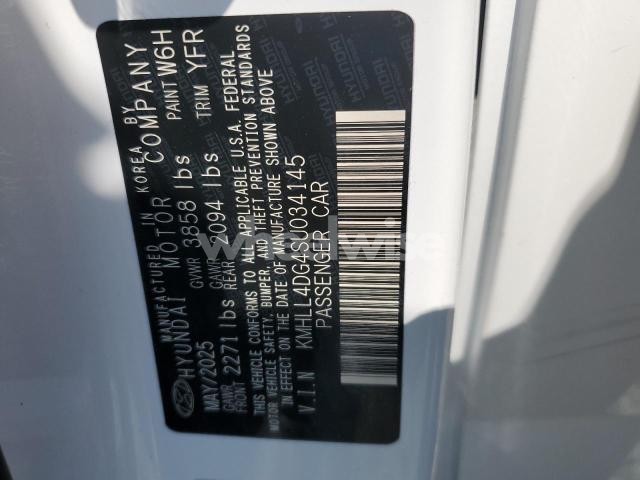 MANUFACTURED IN KOREA BY
HYUNDAI MOTOR COMPANY
MAY/2025 GVWR 3858 lbs PAINT W6H
GAWR FRONT 2271 lbs GAWR REAR 2094 lbs TRIM YFR
THIS VEHICLE CONFORMS TO ALL APPLICABLE U.S.A. FEDERAL
MOTOR VEHICLE SAFETY, BUMPER, AND THEFT PREVENTION STANDARDS
IN EFFECT ON THE DATE OF MANUFACTURE SHOWN ABOVE
V.I.N KMHLL4DG4SU034145
PASSENGER CAR